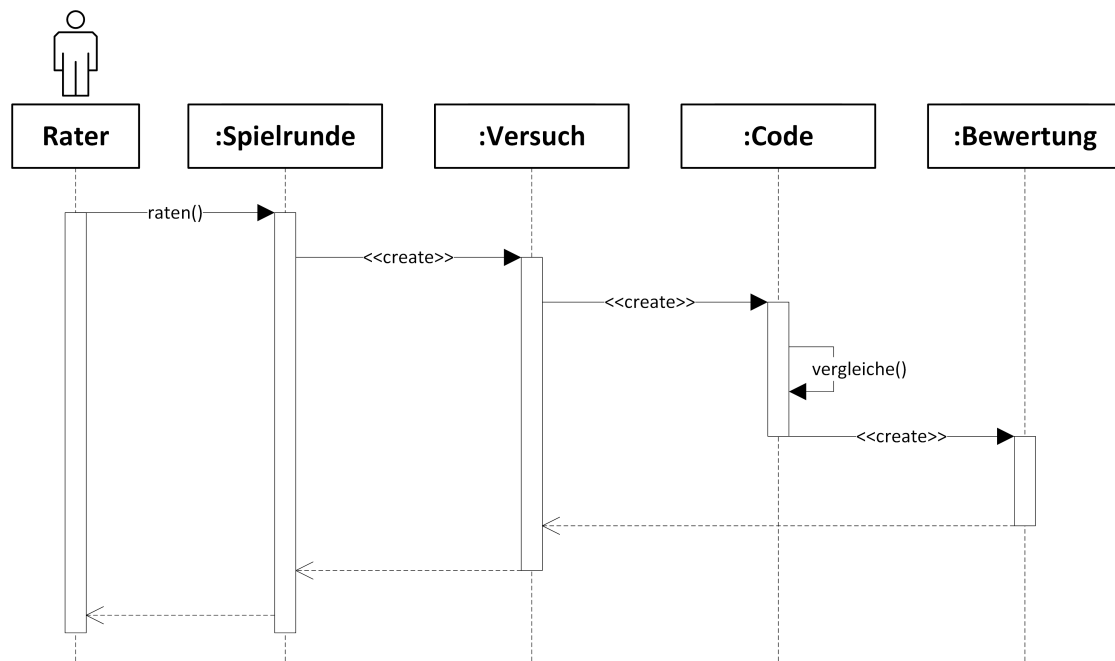 Rater
:Spielrunde
:Versuch
:Code
:Bewertung
raten()
<<create>>
<<create>>
vergleiche()
<<create>>